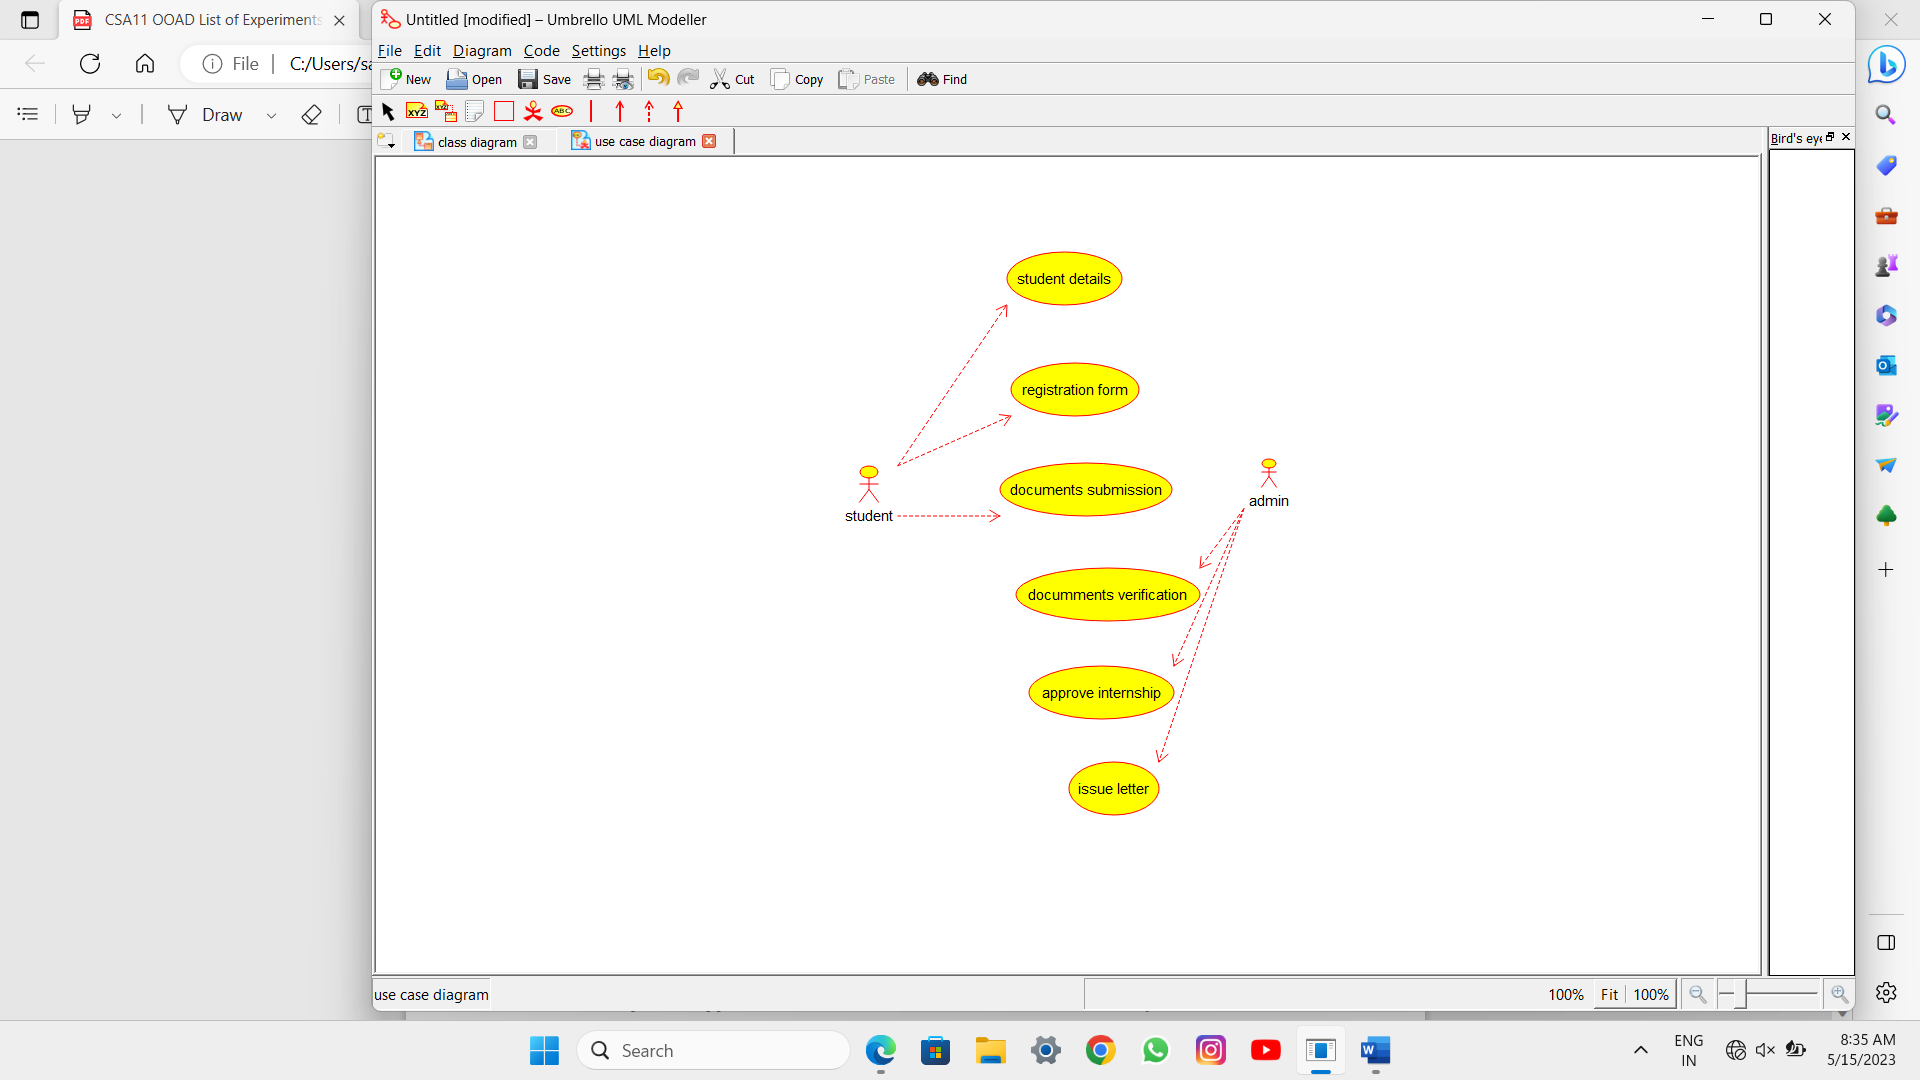 CSA11 OOAD List of Experiments
Untitled [modified] – Umbrello UML Modeller
File
C:/Users/sa
File Edit Diagram Code Settings Help
New Open Save Cut Copy Paste Find
Draw
XYZ XYZ ABC
class diagram use case diagram
Bird's eye
student details
registration form
documents submission
student
admin
documments verification
approve internship
issue letter
use case diagram
100% Fit 100%
Search
ENG
IN
8:35 AM
5/15/2023